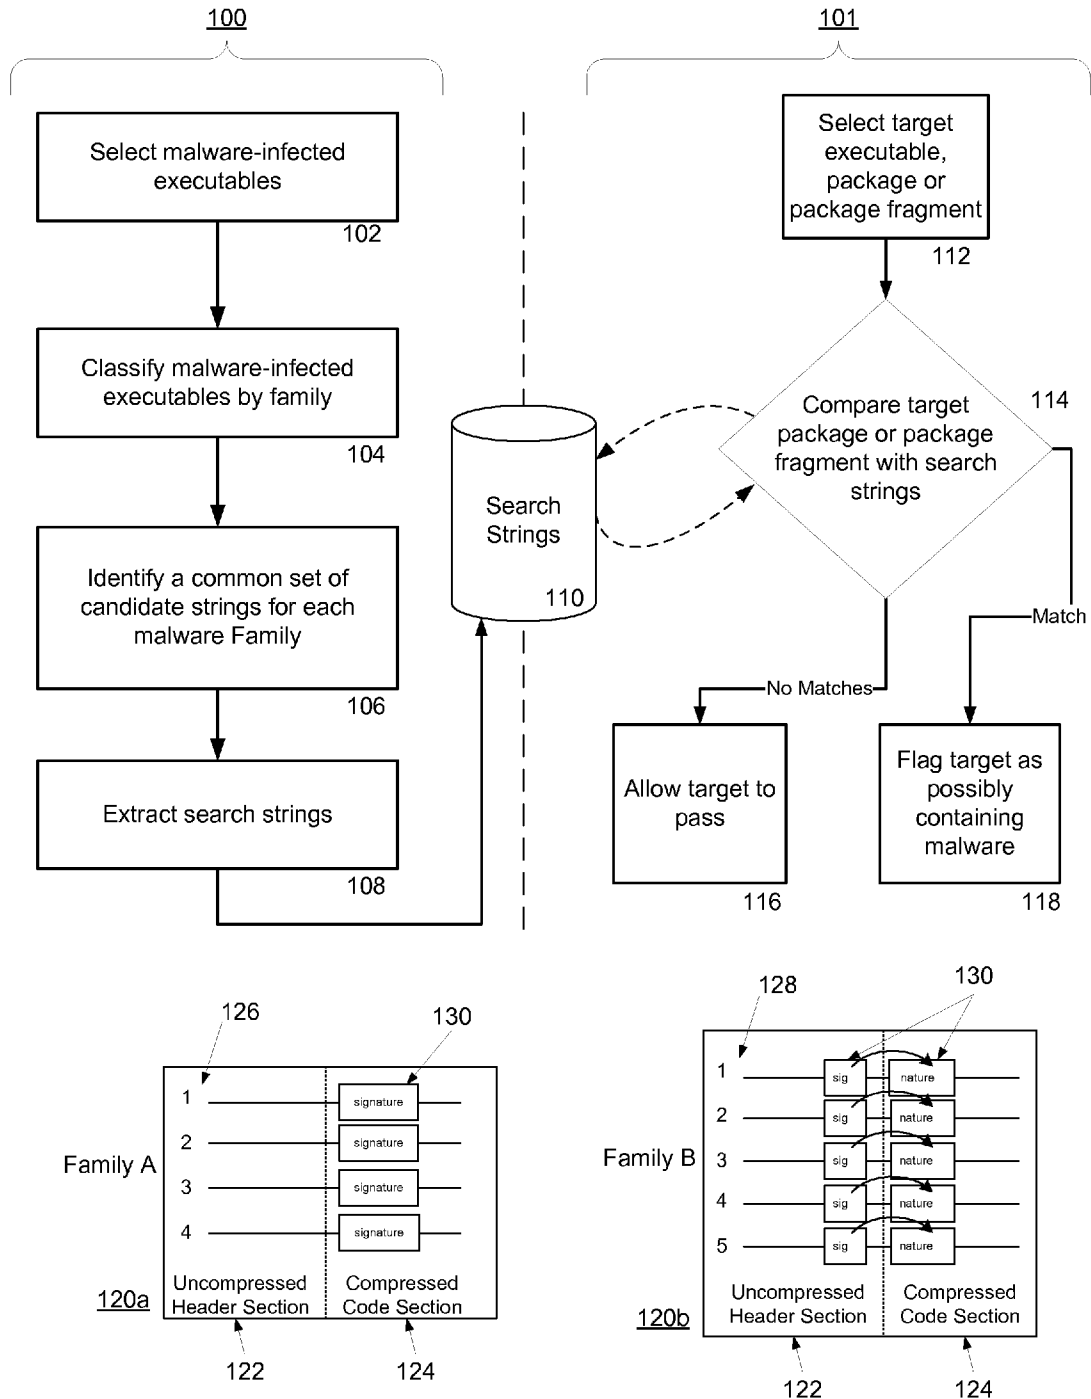 100
101
Select malware-infected
executables
102
Classify malware-infected
executables by family
104
Identify a common set of
candidate strings for each
malware Family
106
Extract search strings
108
Search
Strings
110
Select target
executable,
package or
package fragment
112
Compare target
package or package
fragment with search
strings
114
Match
No Matches
Allow target to
pass
116
Flag target as
possibly
containing
malware
118
126
130
Family A
1
signature
2
signature
3
signature
4
signature
Uncompressed
Header Section
Compressed
Code Section
120a
122
124
128
130
Family B
1
sig
nature
2
sig
nature
3
sig
nature
4
sig
nature
5
sig
nature
Uncompressed
Header Section
Compressed
Code Section
120b
122
124